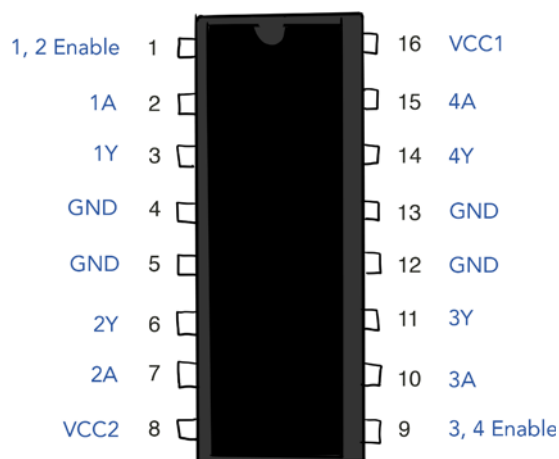 1, 2 Enable 1 16 VCC1
1A 2 15 4A
1Y 3 14 4Y
GND 4 13 GND
GND 5 12 GND
2Y 6 11 3Y
2A 7 10 3A
VCC2 8 9 3, 4 Enable